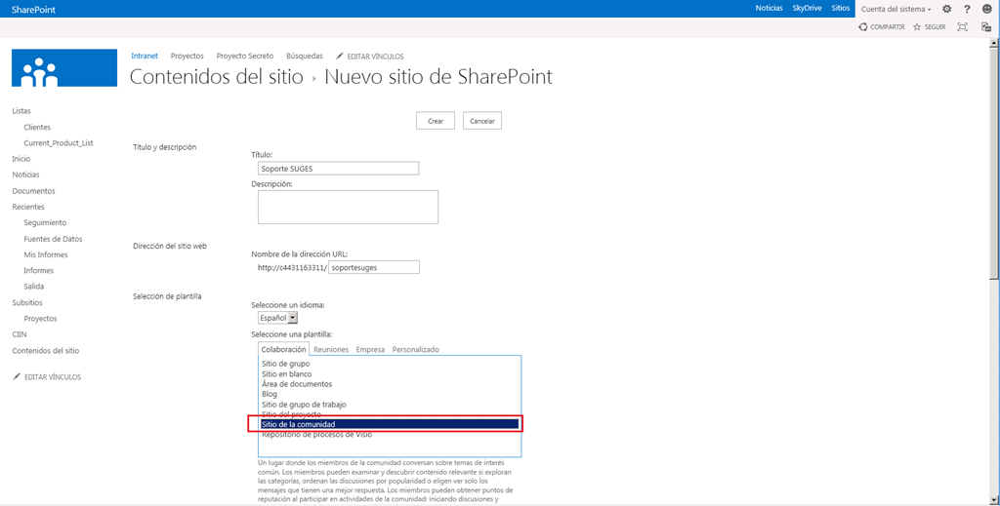 SharePoint
Noticias SkyDrive Sitios Cuenta del sistema ?
COMPARTIR SEGUIR
Intranet Proyectos Proyecto Secreto Búsquedas EDITAR VÍNCULOS
Contenidos del sitio Nuevo sitio de SharePoint
Listas
Clientes
Current_Product_List
Inicio
Noticias
Documentos
Recientes
Seguimiento
Fuentes de Datos
Mis Informes
Informes
Salida
Subsitios
Proyectos
CIIN
Contenidos del sitio
EDITAR VÍNCULOS
Crear Cancelar
Título y descripción
Título:
Soporte SUGES
Descripción:
Dirección del sitio web
Nombre de la dirección URL:
http://c4431163311/ soportesuges
Selección de plantilla
Seleccione un idioma:
Español
Seleccione una plantilla:
Colaboración Reuniones Empresa Personalizado
Sitio de grupo
Sitio en blanco
Área de documentos
Blog
Sitio de grupo de trabajo
Sitio del proyecto
Sitio de la comunidad
Repositorio de procesos de Visio
Un lugar donde los miembros de la comunidad conversan sobre temas de interés
común. Los miembros pueden examinar y descubrir contenido relevante si exploran
las categorías, ordenan las discusiones por popularidad o eligen ver solo los
mensajes que tienen una mejor respuesta. Los miembros pueden obtener puntos de
reputación al participar en actividades de la comunidad: iniciando discusiones y